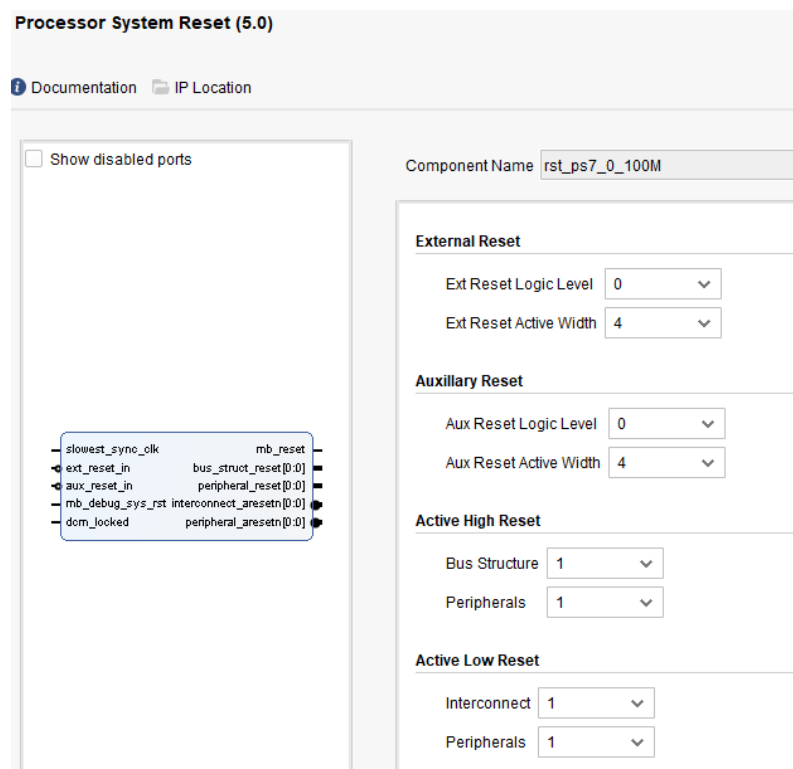 Processor System Reset (5.0)
Documentation IP Location
Show disabled ports
slowest_sync_clk mb_reset
ext_reset_in bus_struct_reset[0:0]
aux_reset_in peripheral_reset[0:0]
mb_debug_sys_rst interconnect_aresetn[0:0]
dcm_locked peripheral_aresetn[0:0]
Component Name rst_ps7_0_100M
External Reset
Ext Reset Logic Level 0
Ext Reset Active Width 4
Auxillary Reset
Aux Reset Logic Level 0
Aux Reset Active Width 4
Active High Reset
Bus Structure 1
Peripherals 1
Active Low Reset
Interconnect 1
Peripherals 1